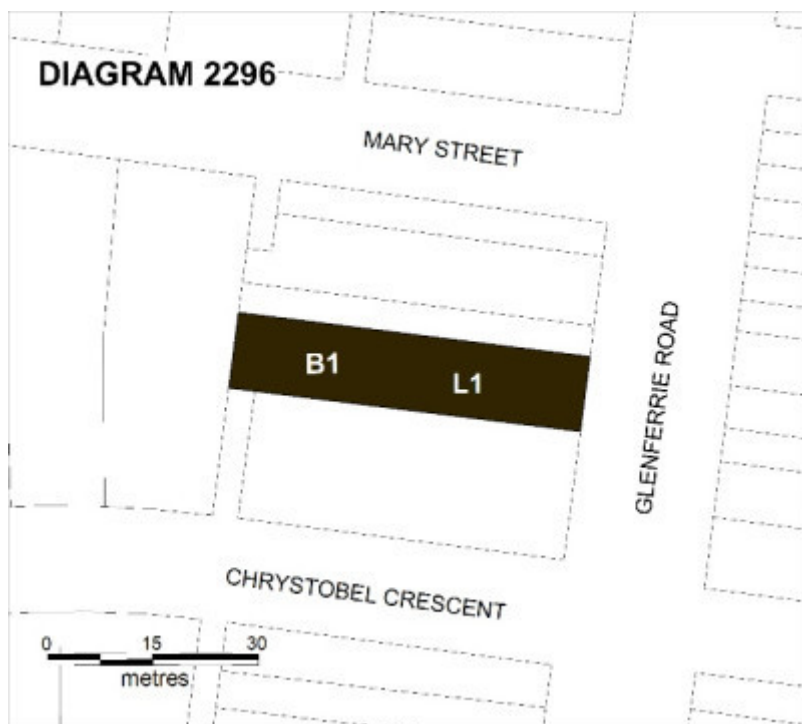 DIAGRAM 2296
MARY STREET
B1
L1
GLENFERRIE ROAD
CHRYSTOBEL CRESCENT
0 15 30
metres